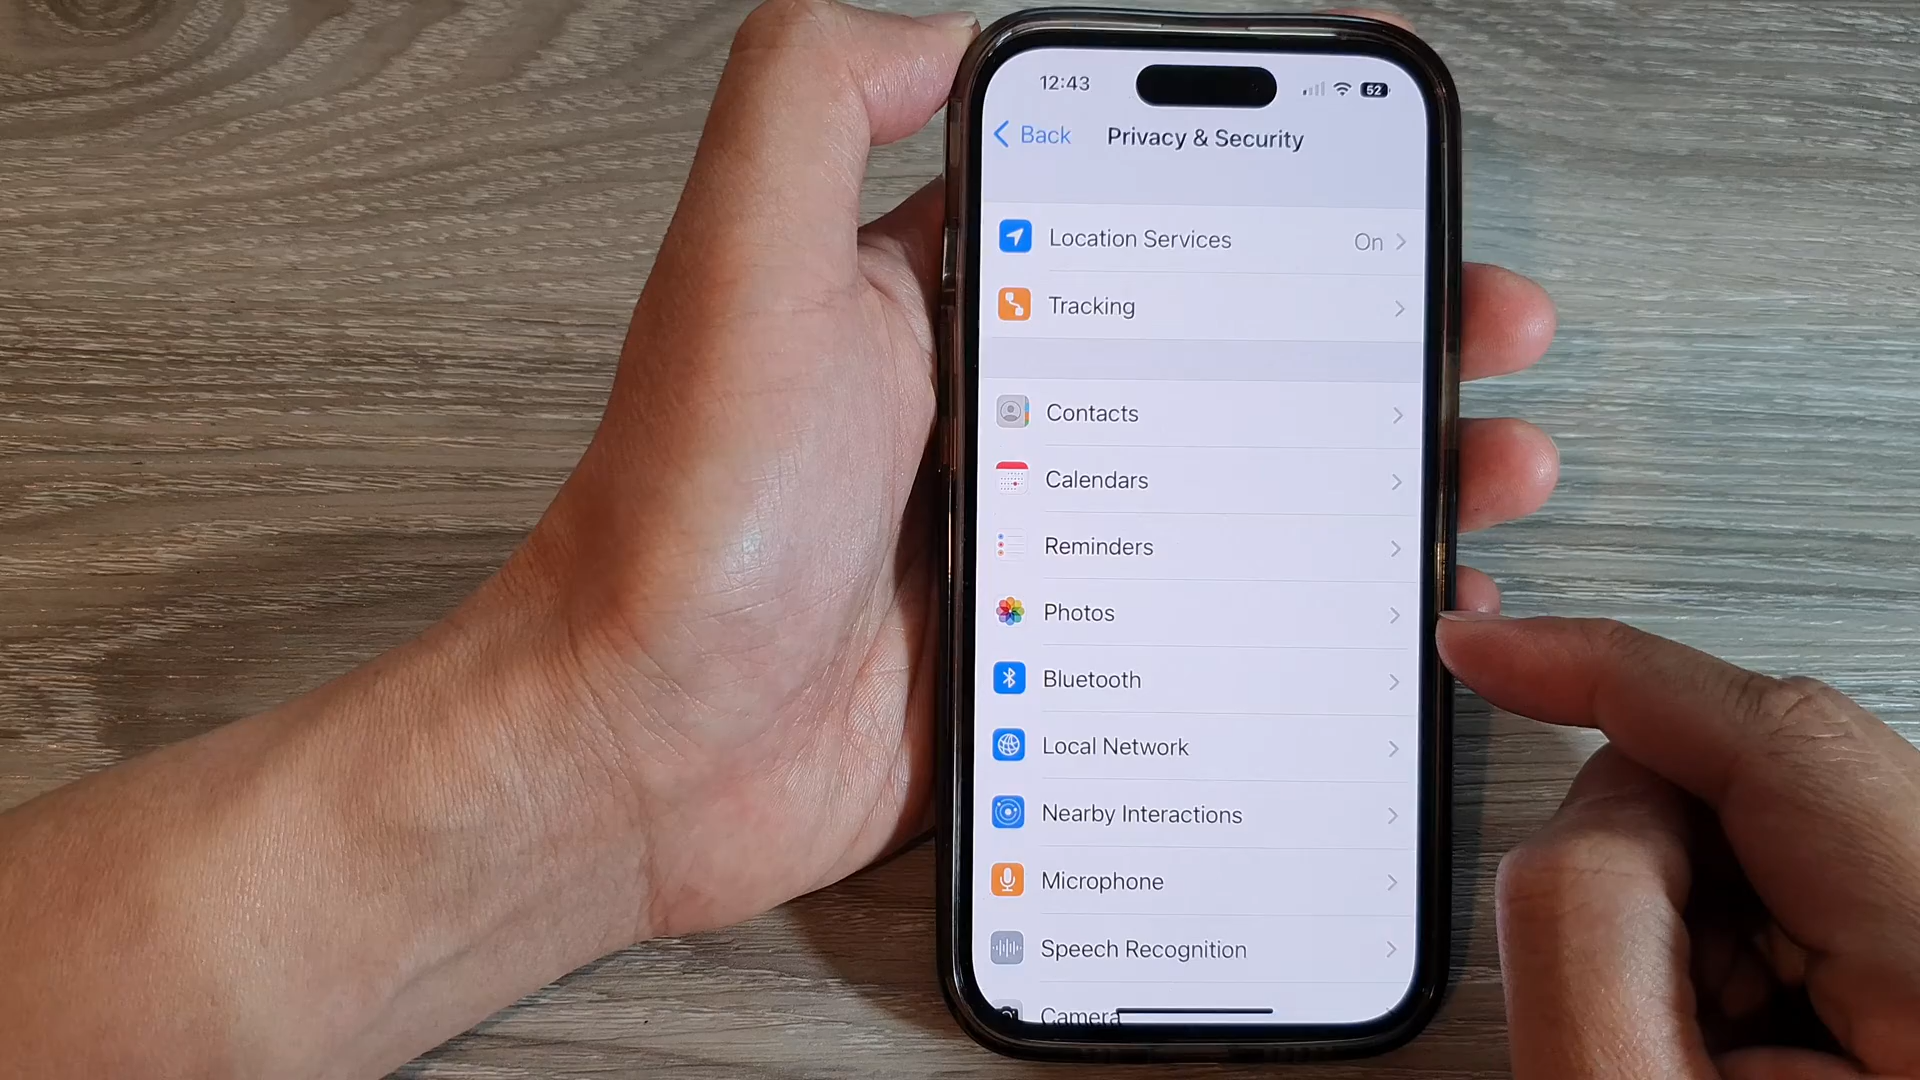 12:43
52
Back
Privacy & Security
Location Services On
Tracking
Contacts
Calendars
Reminders
Photos
Bluetooth
Local Network
Nearby Interactions
Microphone
Speech Recognition
Camera